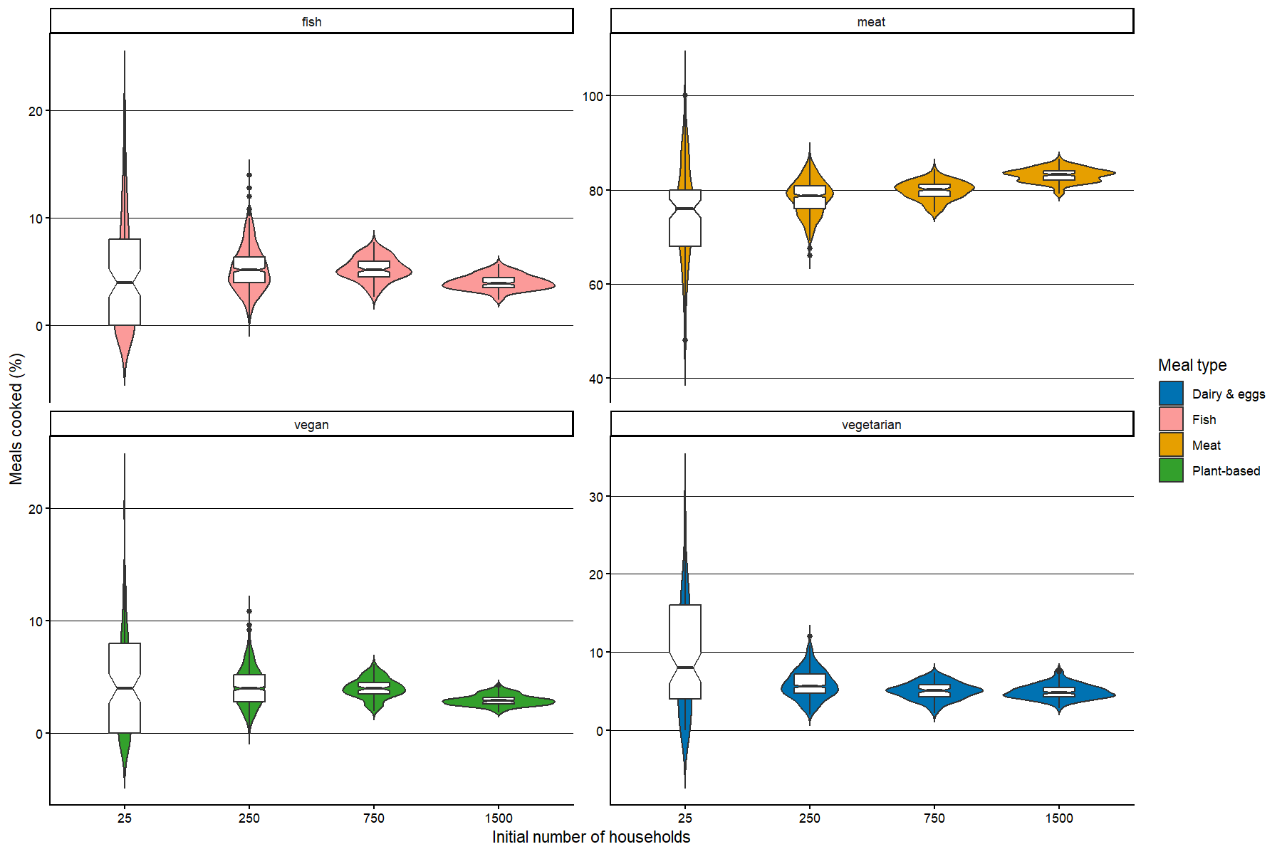 fish
meat
20
10
0
100
80
60
40
Meals cooked (%)
vegan
vegetarian
20
10
0
30
20
10
0
25 250 750 1500
25 250 750 1500
Initial number of households
Meal type
Dairy & eggs
Fish
Meat
Plant-based